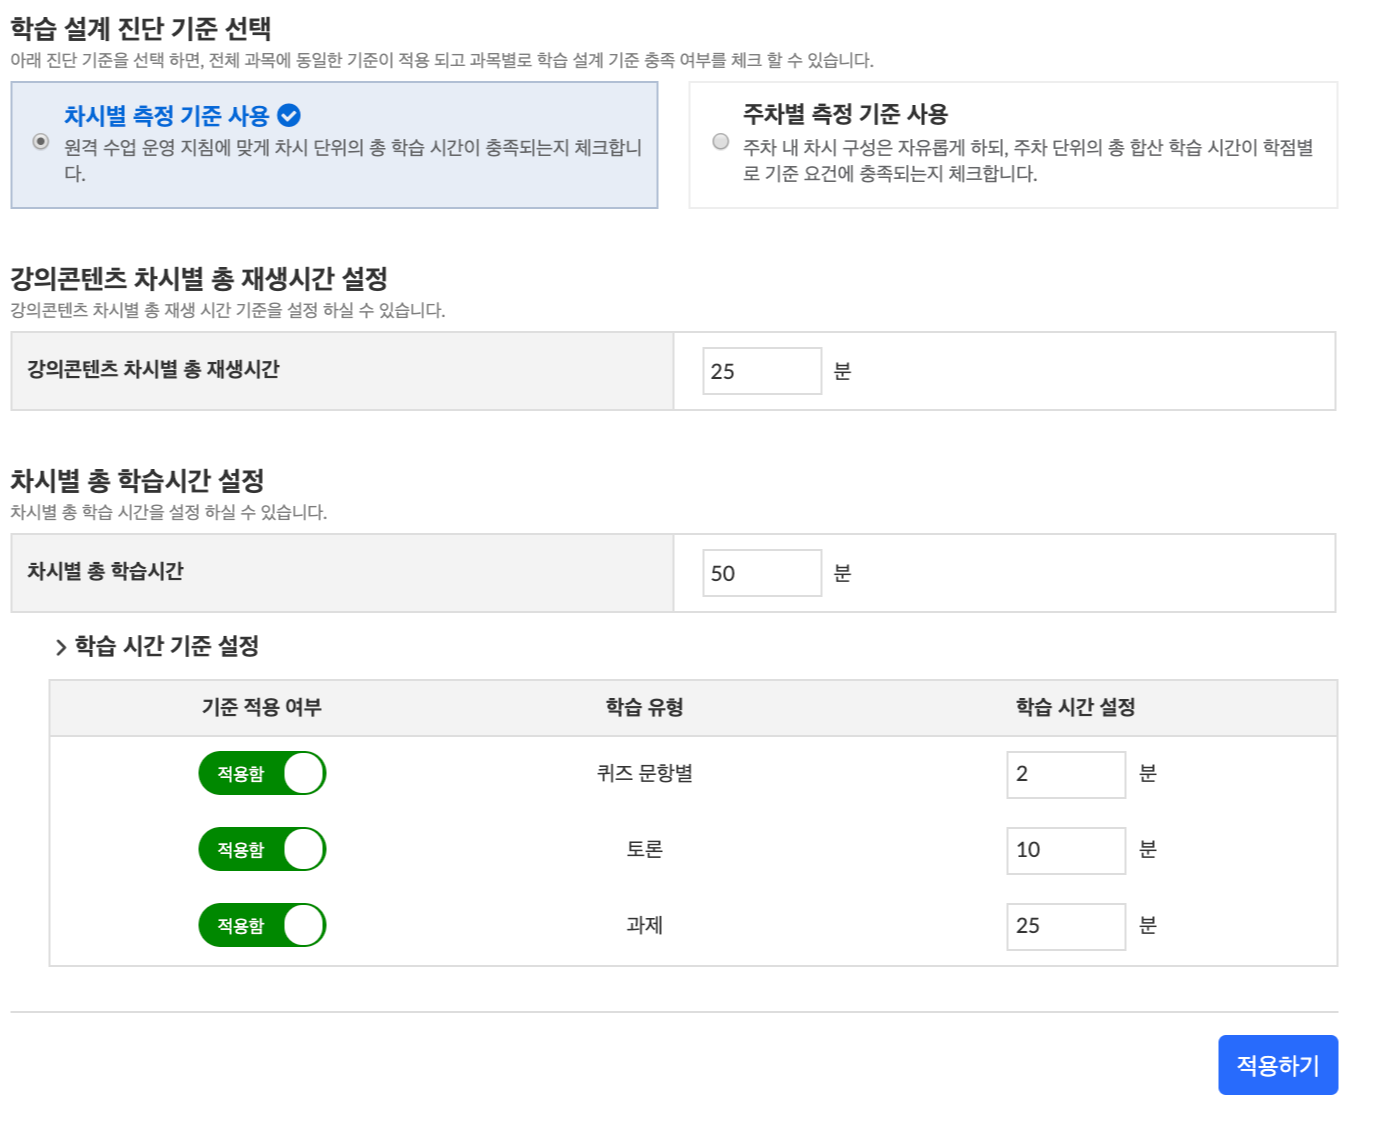 학습 설계 진단 기준 선택
아래 진단 기준을 선택 하면, 전체 과목에 동일한 기준이 적용 되고 과목별로 학습 설계 기준 충족 여부를 체크 할 수 있습니다.
차시별 측정 기준 사용
원격 수업 운영 지침에 맞게 차시 단위의 총 학습 시간이 충족되는지 체크합니
다.
주차별 측정 기준 사용
주차 내 차시 구성은 자유롭게 하되, 주차 단위의 총 합산 학습 시간이 학점별
로 기준 요건에 충족되는지 체크합니다.
강의콘텐츠 차시별 총 재생시간 설정
강의콘텐츠 차시별 총 재생 시간 기준을 설정 하실 수 있습니다.
강의콘텐츠 차시별 총 재생시간 25 분
차시별 총 학습시간 설정
차시별 총 학습 시간을 설정 하실 수 있습니다.
차시별 총 학습시간 50 분
학습 시간 기준 설정
기준 적용 여부 학습 유형 학습 시간 설정
적용함 퀴즈 문항별 2 분
적용함 토론 10 분
적용함 과제 25 분
적용하기